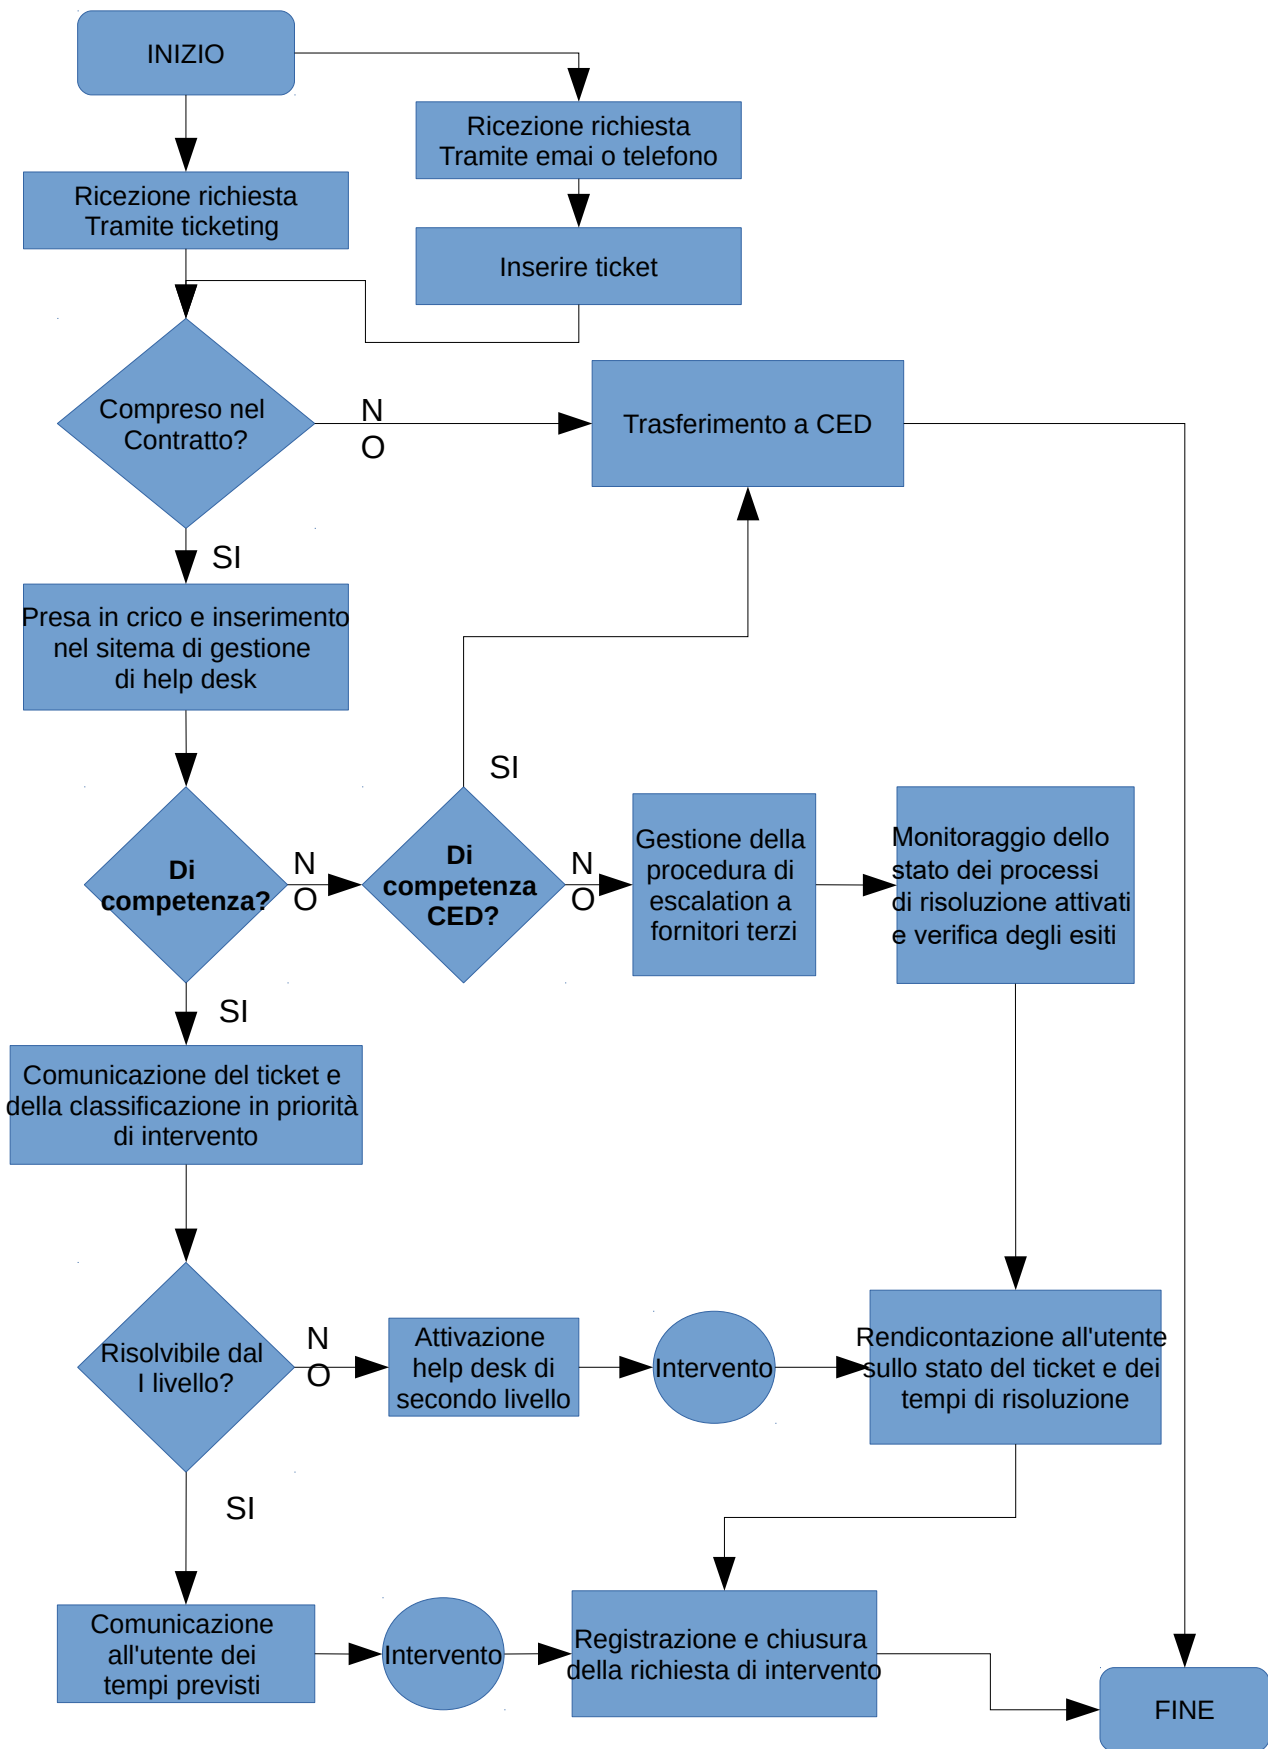 INIZIO
Ricezione richiesta
Tramite emai o telefono
Ricezione richiesta
Tramite ticketing
Inserire ticket
Compreso nel
Contratto?
N
O
Trasferimento a CED
SI
Presa in crico e inserimento
nel sitema di gestione
di help desk
SI
Di
competenza?
N
O
Di
competenza
CED?
N
O
Gestione della
procedura di
escalation a
fornitori terzi
Monitoraggio dello
stato dei processi
di risoluzione attivati
e verifica degli esiti
SI
Comunicazione del ticket e
della classificazione in priorità
di intervento
Risolvibile dal
I livello?
N
O
Attivazione
help desk di
secondo livello
Intervento
Rendicontazione all'utente
sullo stato del ticket e dei
tempi di risoluzione
SI
Comunicazione
all'utente dei
tempi previsti
Intervento
Registrazione e chiusura
della richiesta di intervento
FINE